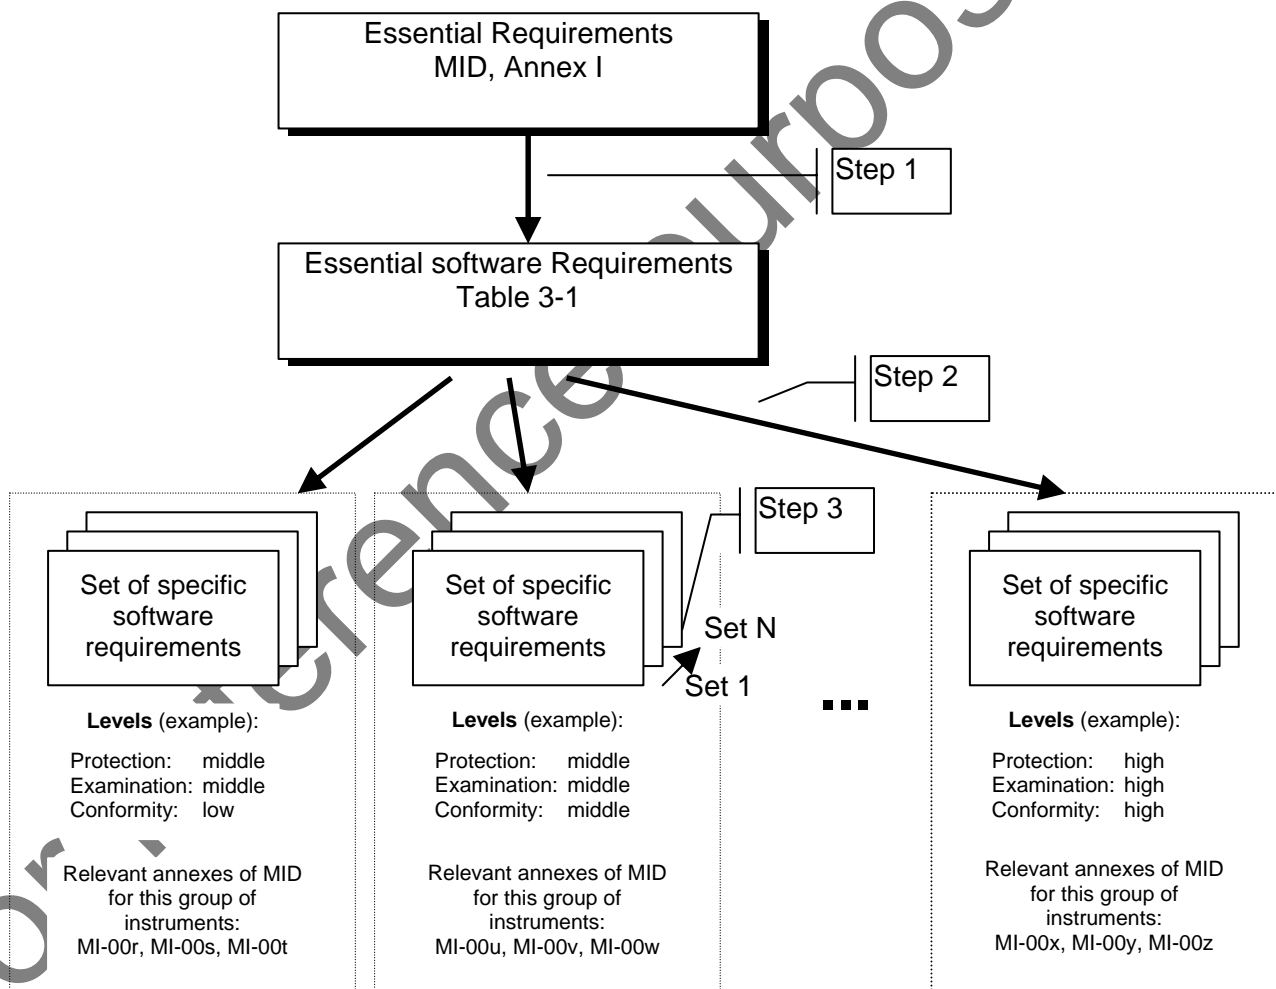 Essential Requirements
MID, Annex I
Step 1
Essential software Requirements
Table 3-1
Step 2
Step 3
Set of specific
software
requirements
Set of specific
software
requirements
Set N
Set 1
...
Set of specific
software
requirements
Levels (example):
Protection: middle
Examination: middle
Conformity: low
Relevant annexes of MID
for this group of
instruments:
MI-00r, MI-00s, MI-00t
Levels (example):
Protection: middle
Examination: middle
Conformity: middle
Relevant annexes of MID
for this group of
instruments:
MI-00u, MI-00v, MI-00w
Levels (example):
Protection: high
Examination: high
Conformity: high
Relevant annexes of MID
for this group of
instruments:
MI-00x, MI-00y, MI-00z